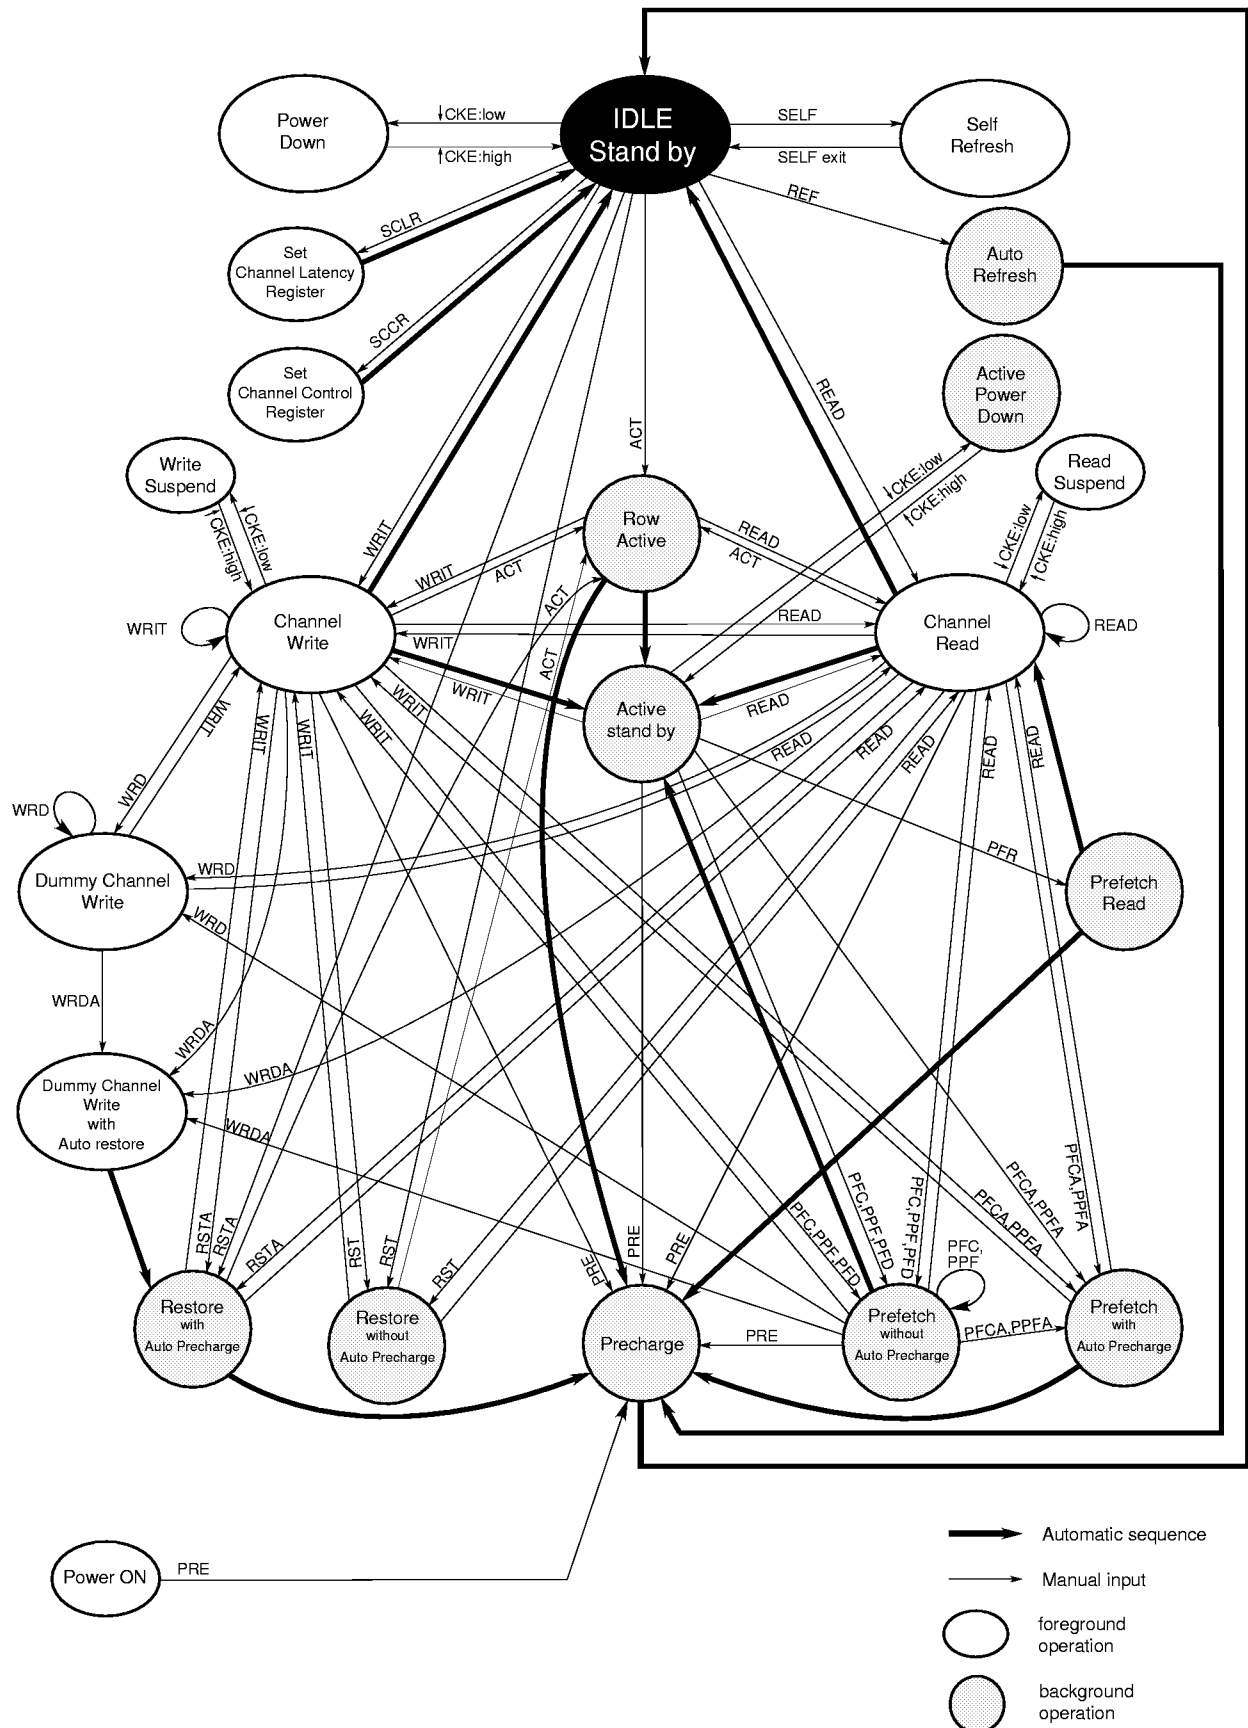 IDLE
Stand by
Power
Down
↓CKE:low
↑CKE:high
SELF
SELF exit
Self
Refresh
REF
SCLR
Set
Channel Latency
Register
Auto
Refresh
SCCR
Set
Channel Control
Register
Active
Power
Down
READ
ACT
Write
Suspend
Read
Suspend
↓CKE:low
↑CKE:high
↑CKE:high
↓CKE:low
↓CKE:low
↑CKE:high
WRIT
Row
Active
READ
ACT
WRIT
ACT
ACT
WRIT
Channel
Write
READ
WRIT
Channel
Read
READ
ACT
WRIT
Active
stand by
READ
WRIT
WRIT
WRIT
WRIT
WRIT
READ
READ
READ
READ
READ
WRD
WRD
PFR
Dummy Channel
Write
WRD
Prefetch
Read
WRD
WRDA
WRDA
WRDA
WRDA
Dummy Channel
Write
with
Auto restore
RSTA
RSTA
RSTA
RST
RST
RST
PRE
PRE
PRE
PFC,PPF,PFD
PFC,PPF,PFD
PFC,PPF,PFD
PFCA,PPFA
PFCA,PPFA
PFCA,PPFA
PFC,
PPF
Restore
with
Auto Precharge
Restore
without
Auto Precharge
Precharge
PRE
Prefetch
without
Auto Precharge
PFCA,PPFA
Prefetch
with
Auto Precharge
Power ON
PRE
Automatic sequence
Manual input
foreground
operation
background
operation